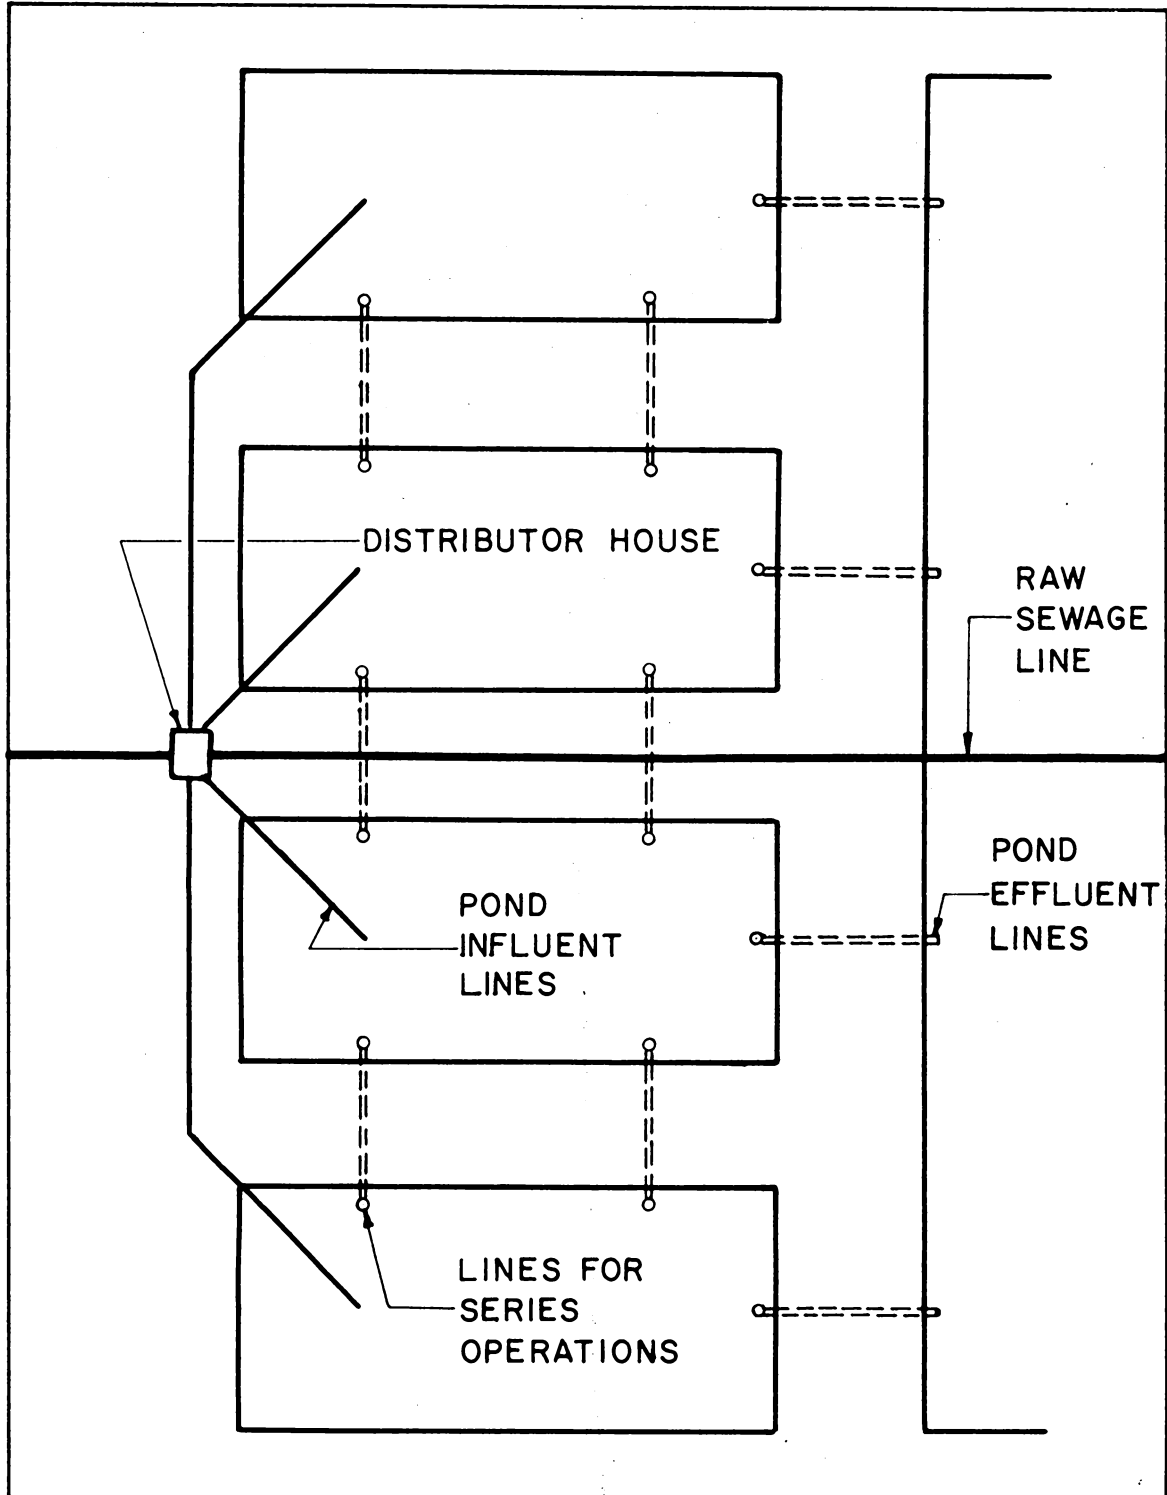 DISTRIBUTOR HOUSE
RAW
SEWAGE
LINE
POND
EFFLUENT
LINES
POND
INFLUENT
LINES
LINES FOR
SERIES
OPERATIONS